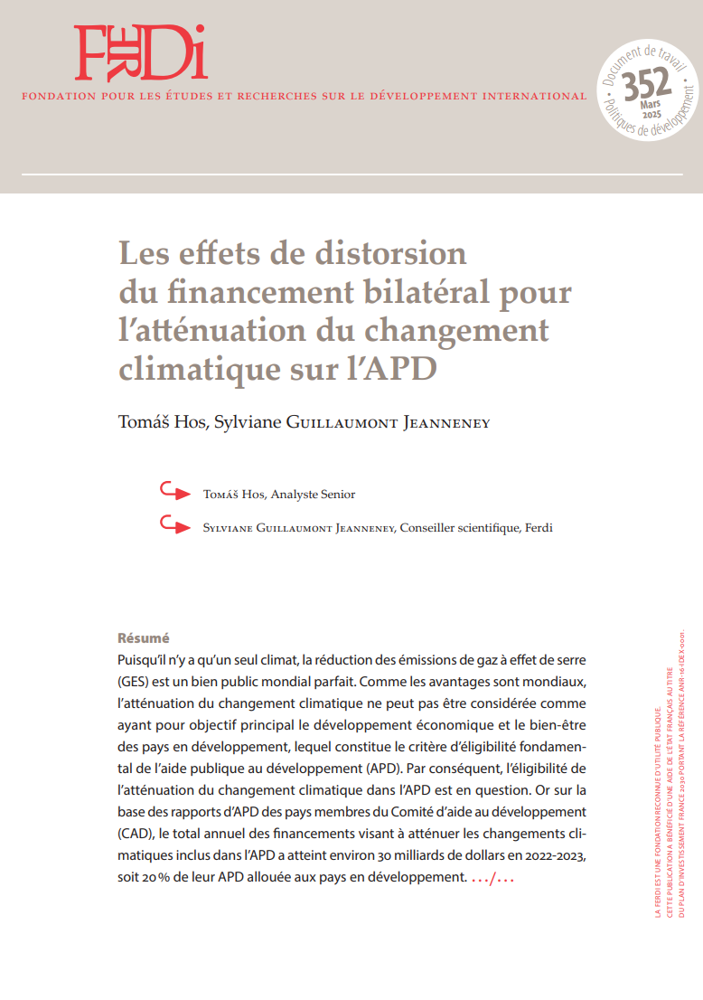 FERDi
FONDATION POUR LES ÉTUDES ET RECHERCHES SUR LE DÉVELOPPEMENT INTERNATIONAL
• Document de travail •
352
Mars
2025
Politiques de développement
Les effets de distorsion
du financement bilatéral pour
l’atténuation du changement
climatique sur l’APD
Tomáš Hos, Sylviane Guillaumont Jeanneney
Tomáš Hos, Analyste Senior
Sylviane Guillaumont Jeanneney, Conseiller scientifique, Ferdi
Résumé
Puisqu’il n’y a qu’un seul climat, la réduction des émissions de gaz à effet de serre
(GES) est un bien public mondial parfait. Comme les avantages sont mondiaux,
l’atténuation du changement climatique ne peut pas être considérée comme
ayant pour objectif principal le développement économique et le bien-être
des pays en développement, lequel constitue le critère d’éligibilité fondamen-
tal de l’aide publique au développement (APD). Par conséquent, l’éligibilité de
l’atténuation du changement climatique dans l’APD est en question. Or sur la
base des rapports d’APD des pays membres du Comité d’aide au développement
(CAD), le total annuel des financements visant à atténuer les changements cli-
matiques inclus dans l’APD a atteint environ 30 milliards de dollars en 2022-2023,
soit 20 % de leur APD allouée aux pays en développement. .../...
LA FERDI EST UNE FONDATION RECONNUE D’UTILITÉ PUBLIQUE.
CETTE PUBLICATION A BÉNÉFICIÉ D’UNE AIDE DE L’ÉTAT FRANÇAIS AU TITRE
DU PLAN D’INVESTISSEMENT FRANCE 2030 PORTANT LA RÉFÉRENCE ANR-16-IDEX-0001.